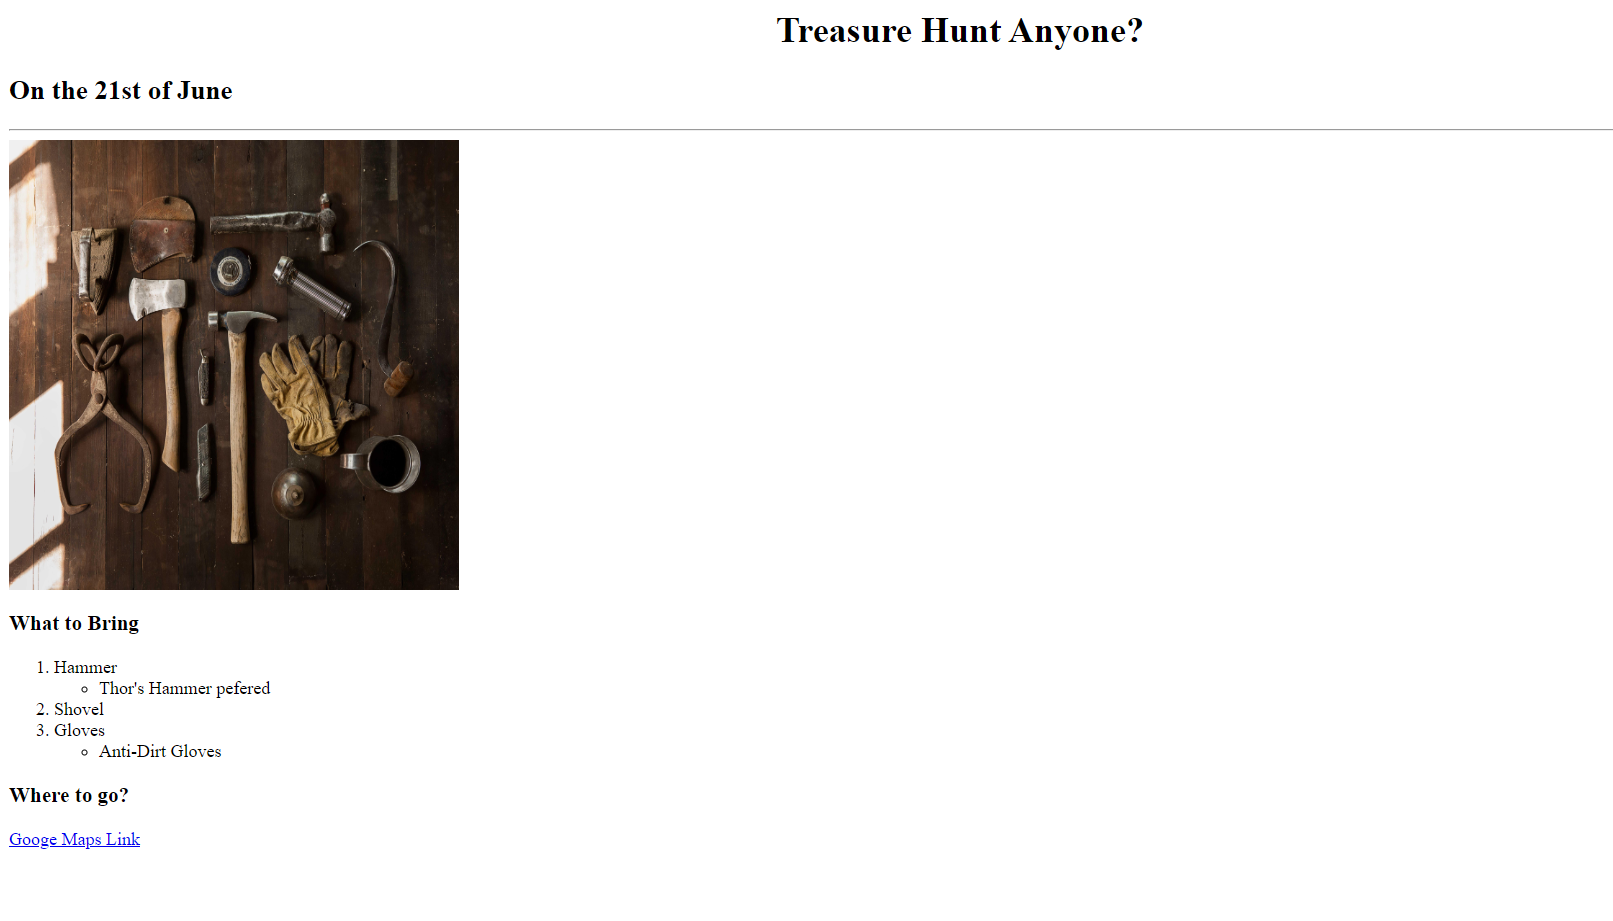 Treasure Hunt Anyone?
On the 21st of June
What to Bring
1. Hammer
◦ Thor's Hammer pefered
2. Shovel
3. Gloves
◦ Anti-Dirt Gloves
Where to go?
Googe Maps Link